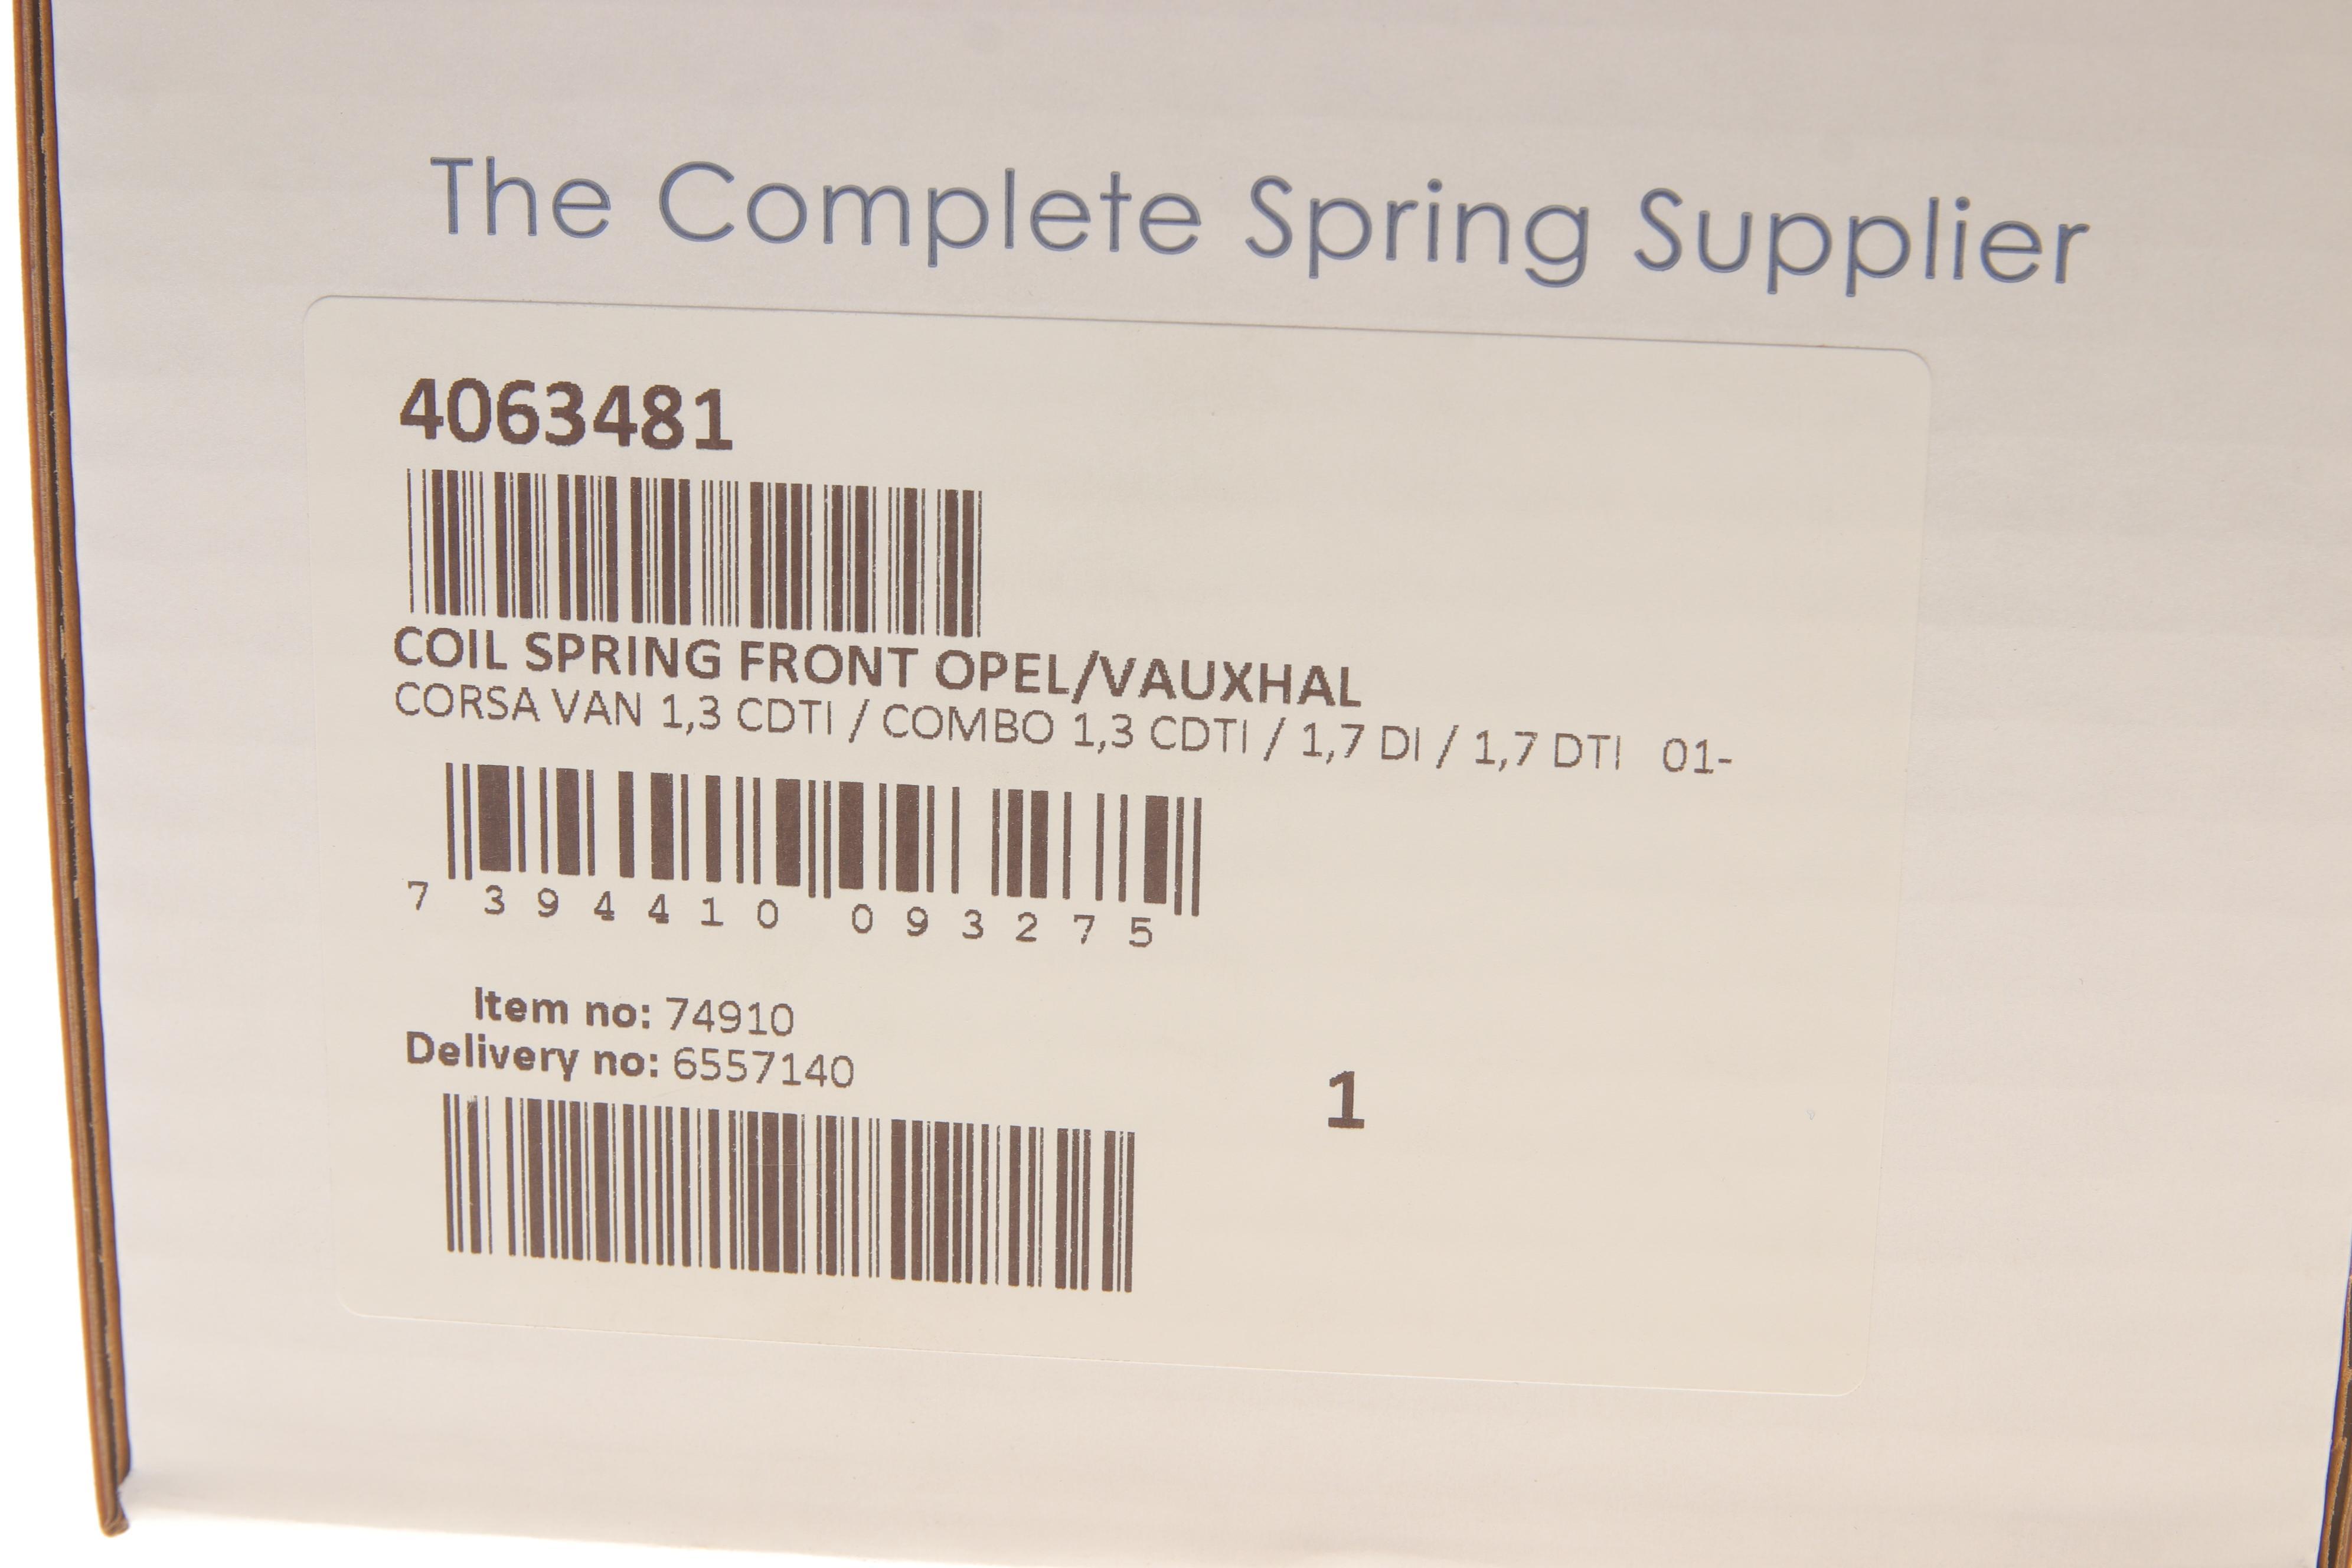 The Complete Spring Supplier
4063481
COIL SPRING FRONT OPEL/VAUXHAL
CORSA VAN 1,3 CDTI / COMBO 1,3 CDTI / 1,7 DI / 1,7 DTI 01-
7 394410 093275
Item no: 74910
Delivery no: 6557140
1